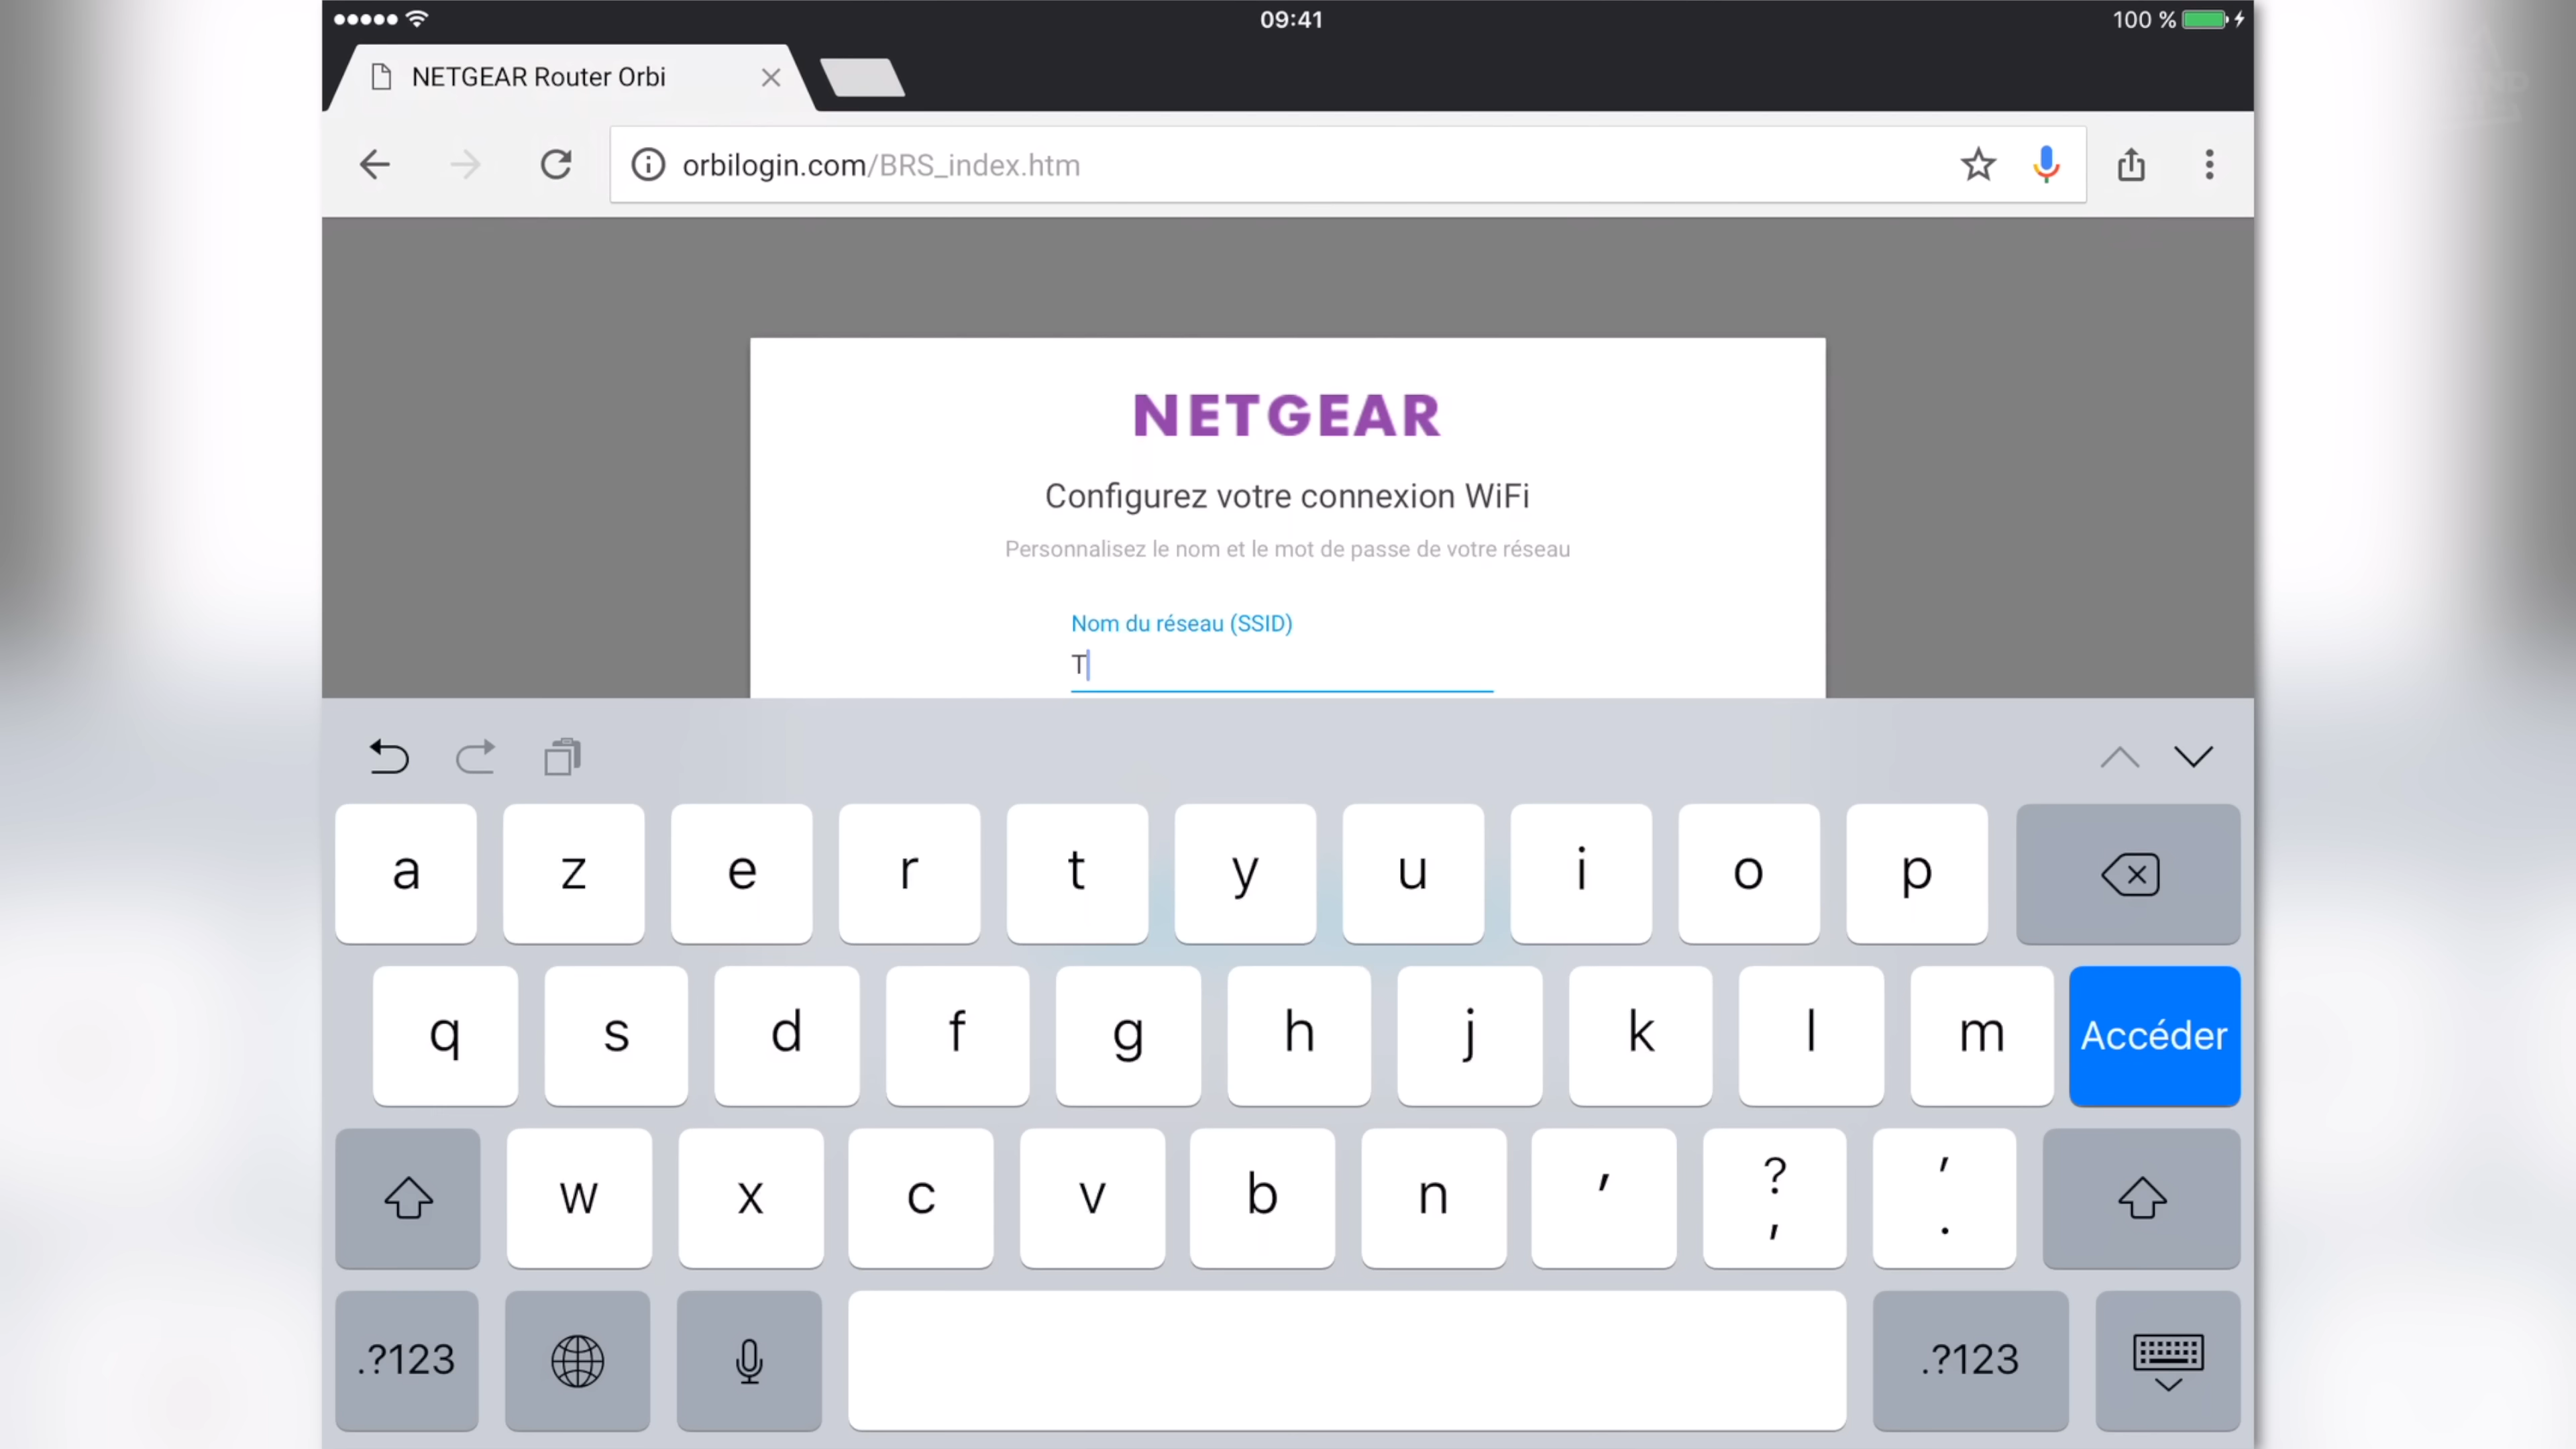 09:41
100 %
NETGEAR Router Orbi
orbilogin.com/BRS_index.htm
NETGEAR
Configurez votre connexion WiFi
Personnalisez le nom et le mot de passe de votre réseau
Nom du réseau (SSID)
T
a z e r t y u i o p
q s d f g h j k l m Accéder
w x c v b n ' ? , ' .
.?123 .?123